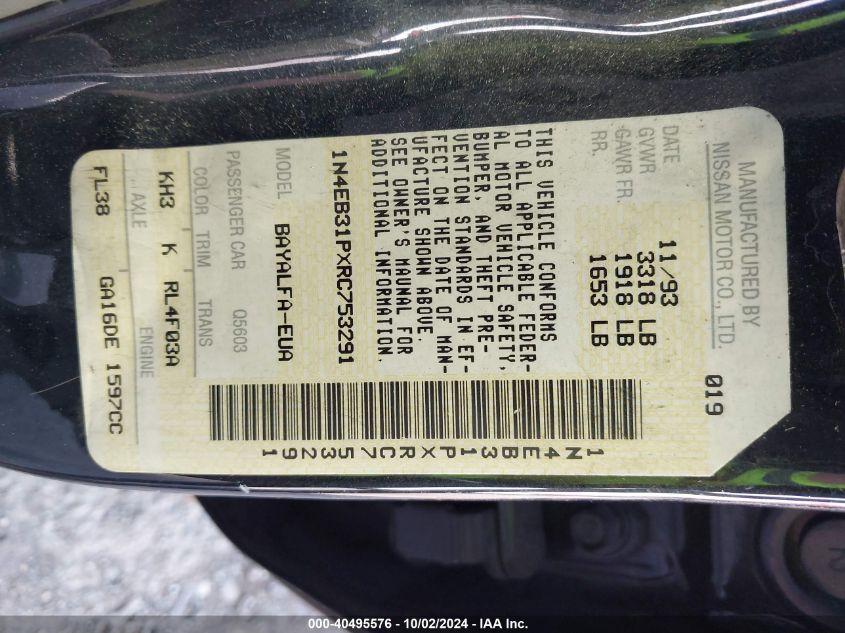 MANUFACTURED BY
NISSAN MOTOR CO., LTD. 019
DATE 11/93
GVWR 3318 LB
GAWR FR. 1918 LB
RR. 1653 LB
THIS VEHICLE CONFORMS
TO ALL APPLICABLE FEDER-
AL MOTOR VEHICLE SAFETY,
BUMPER, AND THEFT PRE-
VENTION STANDARDS IN EF-
FECT ON THE DATE OF MAN-
UFACTURE SHOWN ABOVE.
SEE OWNER'S MAUNAL FOR
ADDITIONAL INFORMATION.
1N4EB31PXRC753291
MODEL BAYALFA-EUA
PASSENGER CAR Q5603
COLOR TRIM TRANS
KH3 K RL4F03A
AXLE ENGINE
FL38 GA16DE 1597CC
1N4EB31PXRC753291
000-40495576 - 10/02/2024 - IAA Inc.